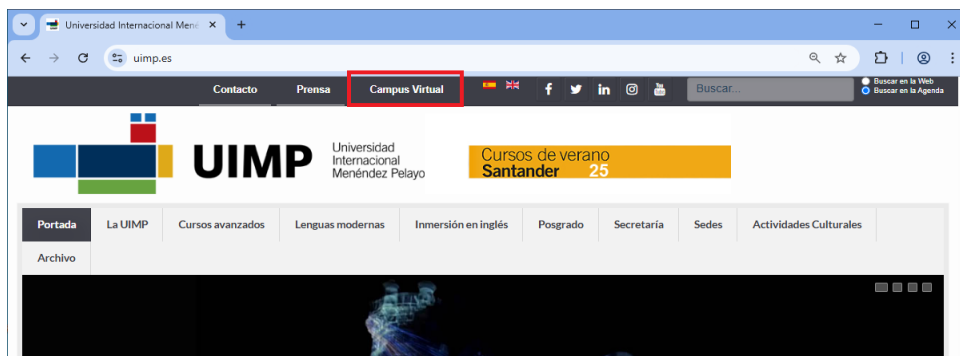 Universidad Internacional Mené
uimp.es
Contacto
Prensa
Campus Virtual
Buscar...
Buscar en la Web
Buscar en la Agenda
UIMP
Universidad
Internacional
Menéndez Pelayo
Cursos de verano
Santander 25
Portada
La UIMP
Cursos avanzados
Lenguas modernas
Inmersión en inglés
Posgrado
Secretaría
Sedes
Actividades Culturales
Archivo